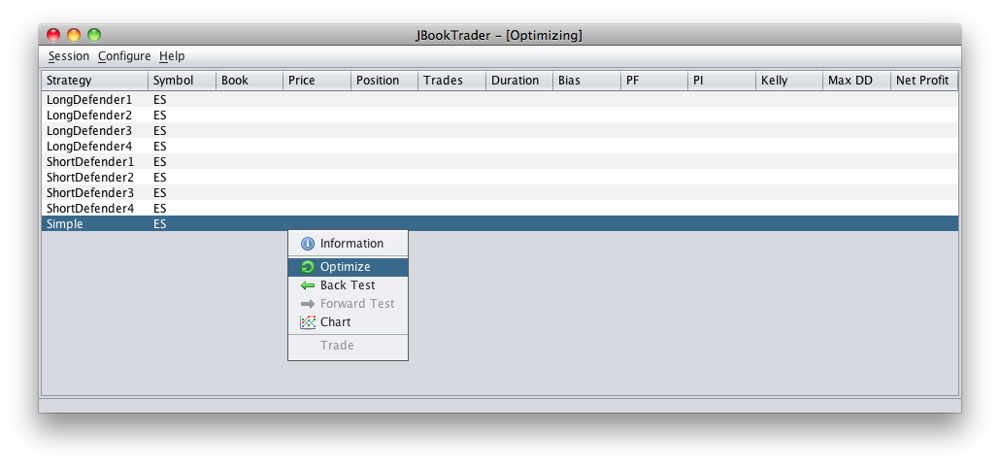 JBookTrader - [Optimizing]
Session Configure Help
Strategy Symbol Book Price Position Trades Duration Bias PF PI Kelly Max DD Net Profit
LongDefender1 ES
LongDefender2 ES
LongDefender3 ES
LongDefender4 ES
ShortDefender1 ES
ShortDefender2 ES
ShortDefender3 ES
ShortDefender4 ES
Simple ES
Information
Optimize
Back Test
Forward Test
Chart
Trade